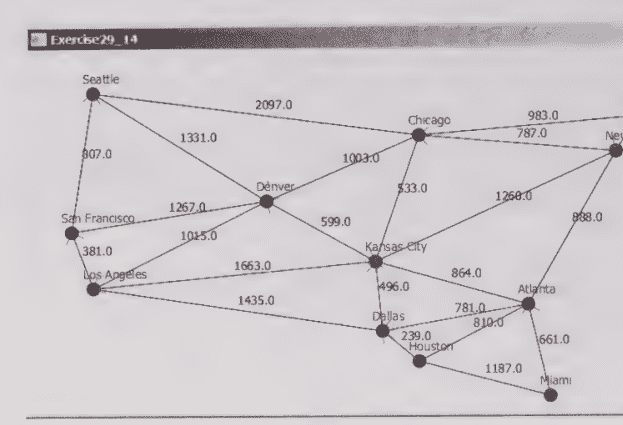 Exercise29_14
Seattle
2097.0
Chicago
983.0
787.0
New
1331.0
807.0
1003.0
Denver
533.0
1260.0
1267.0
San Francisco
599.0
888.0
1015.0
381.0
Kansas City
Los Angeles
1663.0
864.0
496.0
Atlanta
1435.0
781.0
Dallas
810.0
239.0
661.0
Houston
1187.0
Miami